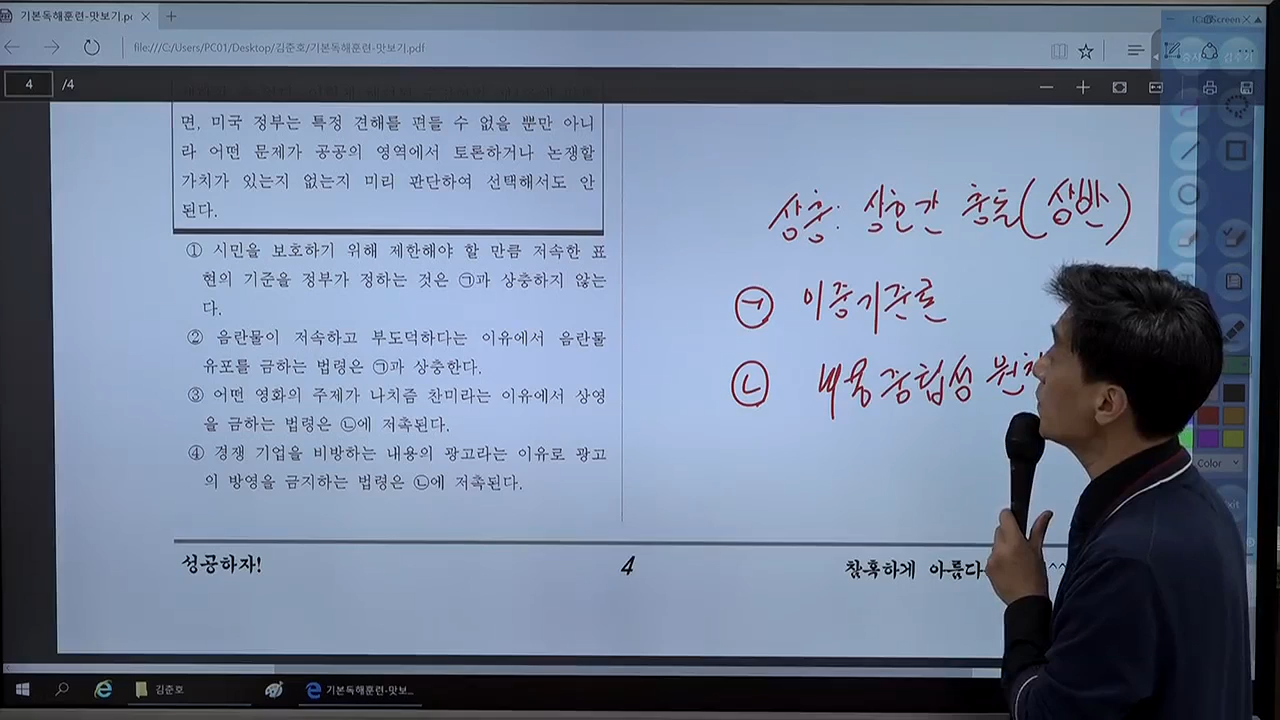 기본독해훈련-맛보기.pc
file:///C:/Users/PC01/Desktop/김준호/기본독해훈련-맛보기.pdf
4 /4
면, 미국 정부는 특정 견해를 편들 수 없을 뿐만 아니
라 어떤 문제가 공공의 영역에서 토론하거나 논쟁할
가치가 있는지 없는지 미리 판단하여 선택해서도 안
된다.
① 시민을 보호하기 위해 제한해야 할 만큼 저속한 표
현의 기준을 정부가 정하는 것은 ㉠과 상충하지 않는
다.
② 음란물이 저속하고 부도덕하다는 이유에서 음란물
유포를 금하는 법령은 ㉠과 상충한다.
③ 어떤 영화의 주제가 나치즘 찬미라는 이유에서 상영
을 금하는 법령은 ㉡에 저촉된다.
④ 경쟁 기업을 비방하는 내용의 광고라는 이유로 광고
의 방영을 금지하는 법령은 ㉡에 저촉된다.
상충: 상호간 충돌(상반)
㉠ 이중기준론
㉡ 내용중립성 원칙
성공하자!
4
참혹하게 아름다 ^^
Color
김준호
기본독해훈련-맛보...